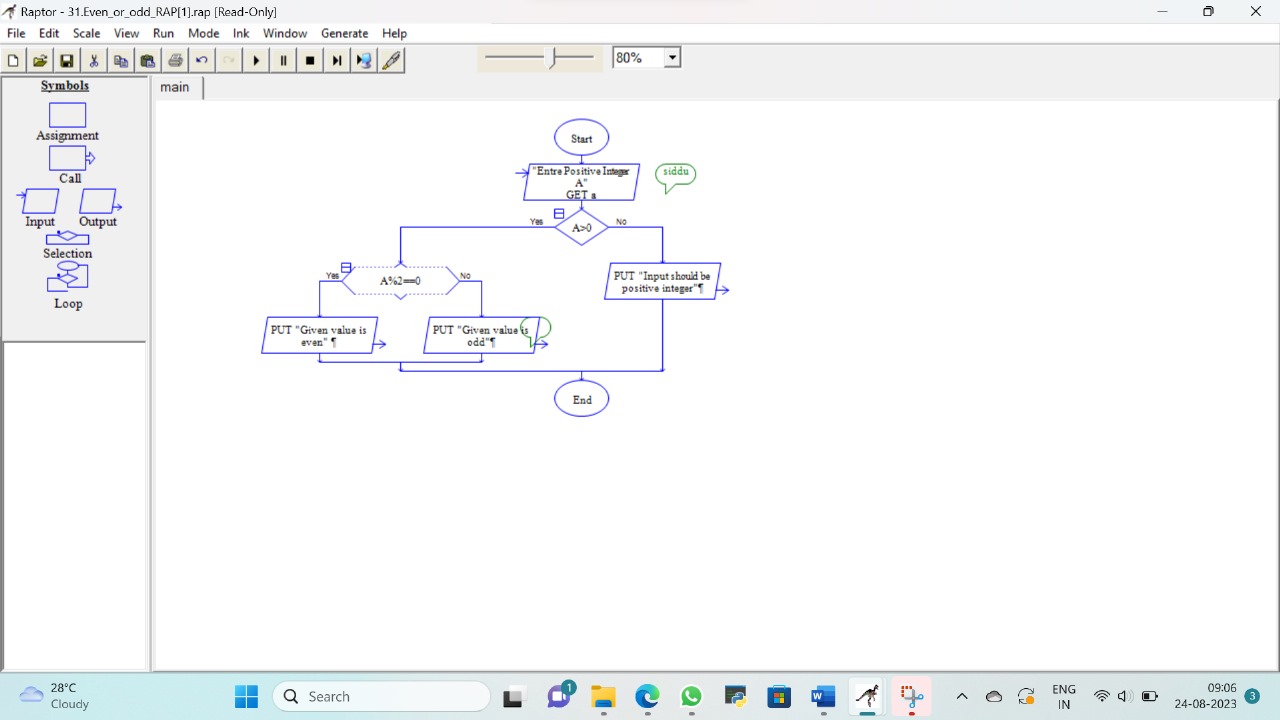 Raptor - 31.Even_or_odd_RAP[1].rap [Read-Only]
File Edit Scale View Run Mode Ink Window Generate Help
80%
Symbols
Assignment
Call
Input Output
Selection
Loop
main
Start
"Entre Positive Integer
A"
GET a
siddu
Yes
A>0
No
Yes
A%2==0
No
PUT "Input should be
positive integer"¶
PUT "Given value is
even" ¶
PUT "Given value is
odd"¶
End
28°C
Cloudy
Search
1
ENG
IN
09:06
24-08-2023
3